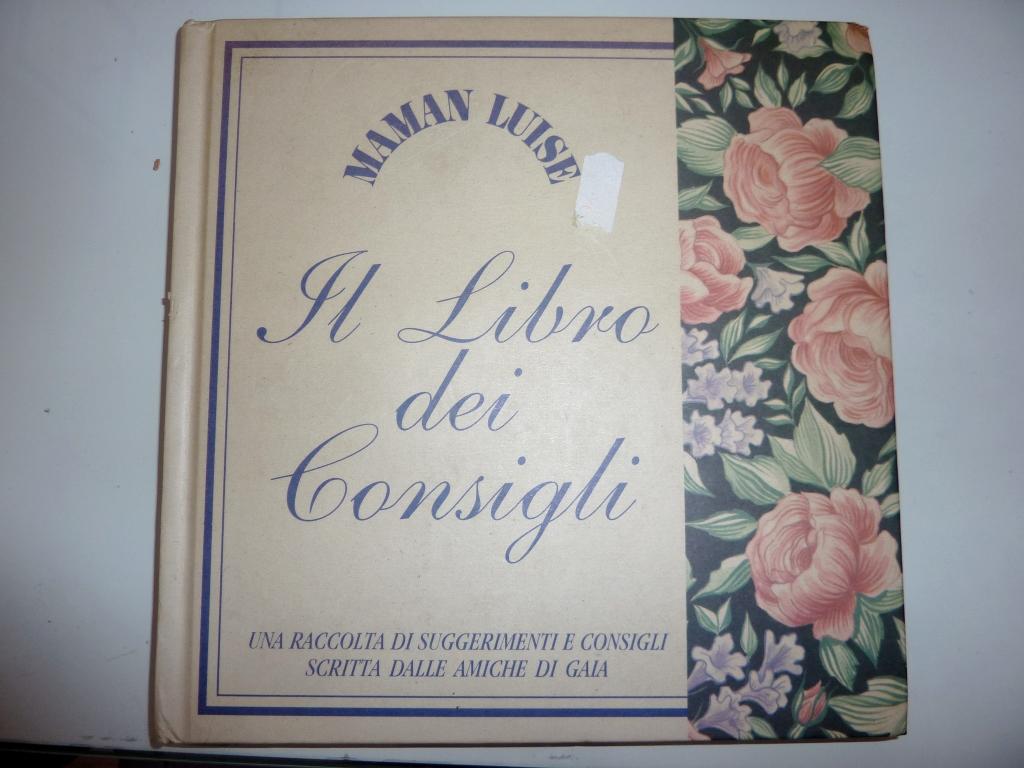 MAMAN LUISE
Il Libro
dei
Consigli
UNA RACCOLTA DI SUGGERIMENTI E CONSIGLI
SCRITTA DALLE AMICHE DI GAIA